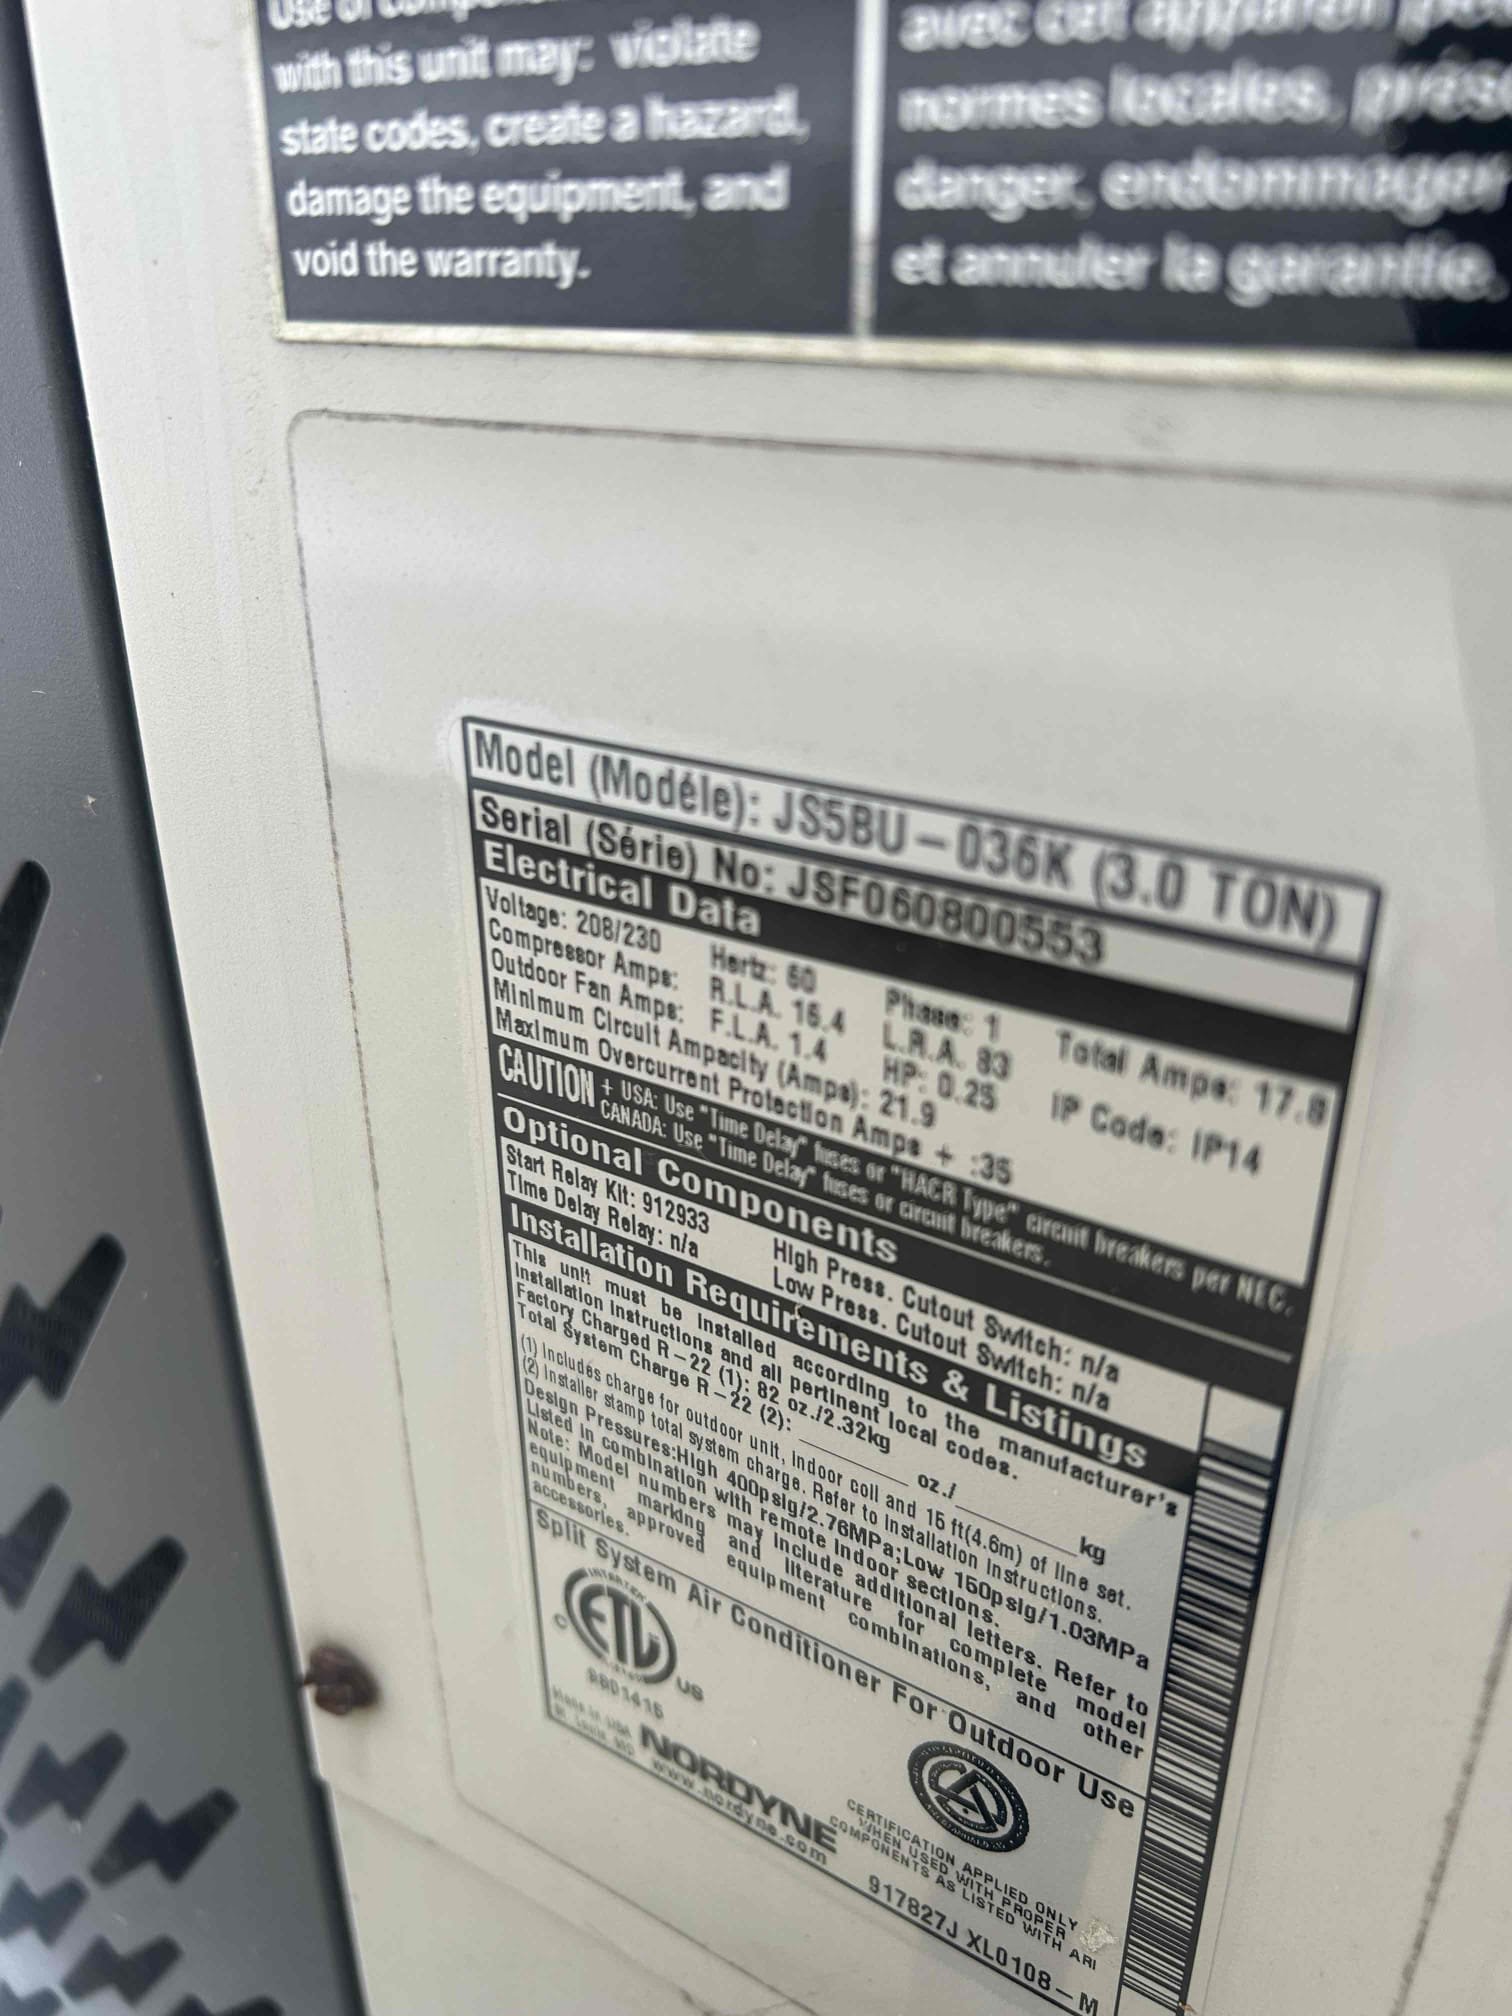 with this unit may: violate
state codes, create a hazard,
damage the equipment, and
void the warranty.
avec cet appareil
normes locales,
danger, endommager
et annuler la garantie.
Model (Modéle): JS5BU-036K (3.0 TON)
Serial (Série) No: JSF060800553
Electrical Data
Voltage: 208/230 Hertz: 60 Phase: 1 Total Amps: 17.8
Compressor Amps: R.L.A. 16.4 L.R.A. 83
Outdoor Fan Amps: F.L.A. 1.4 HP: 0.25 IP Code: IP14
Minimum Circuit Ampacity (Amps): 21.9
Maximum Overcurrent Protection Amps + :35
CAUTION + USA: Use "Time Delay" fuses or "HACR Type" circuit breakers per NEC.
CANADA: Use "Time Delay" fuses or circuit breakers.
Optional Components
Start Relay Kit: 912933 High Press. Cutout Switch: n/a
Time Delay Relay: n/a Low Press. Cutout Switch: n/a
Installation Requirements & Listings
This unit must be installed according to the manufacturer's
Installation Instructions and all pertinent local codes.
Factory Charged R-22 (1): 82 oz./2.32kg
Total System Charge R-22 (2): ________ oz./________ kg
(1) Includes charge for outdoor unit, indoor coil and 15 ft(4.6m) of line set.
(2) Installer stamp total system charge. Refer to Installation Instructions.
Design Pressures:High 400psig/2.76MPa;Low 150psig/1.03MPa
Listed in combination with remote indoor sections.
Note: Model numbers may include additional letters. Refer to
equipment marking and literature for complete model
numbers, approved equipment combinations, and other
accessories.
Split System Air Conditioner For Outdoor Use
INTERTEK
ETL
C US
Made in USA
St. Louis, MO
NORDYNE
www.nordyne.com
CERTIFICATION APPLIED ONLY
WHEN USED WITH PROPER
COMPONENTS AS LISTED WITH ARI
917827J XL0108-M